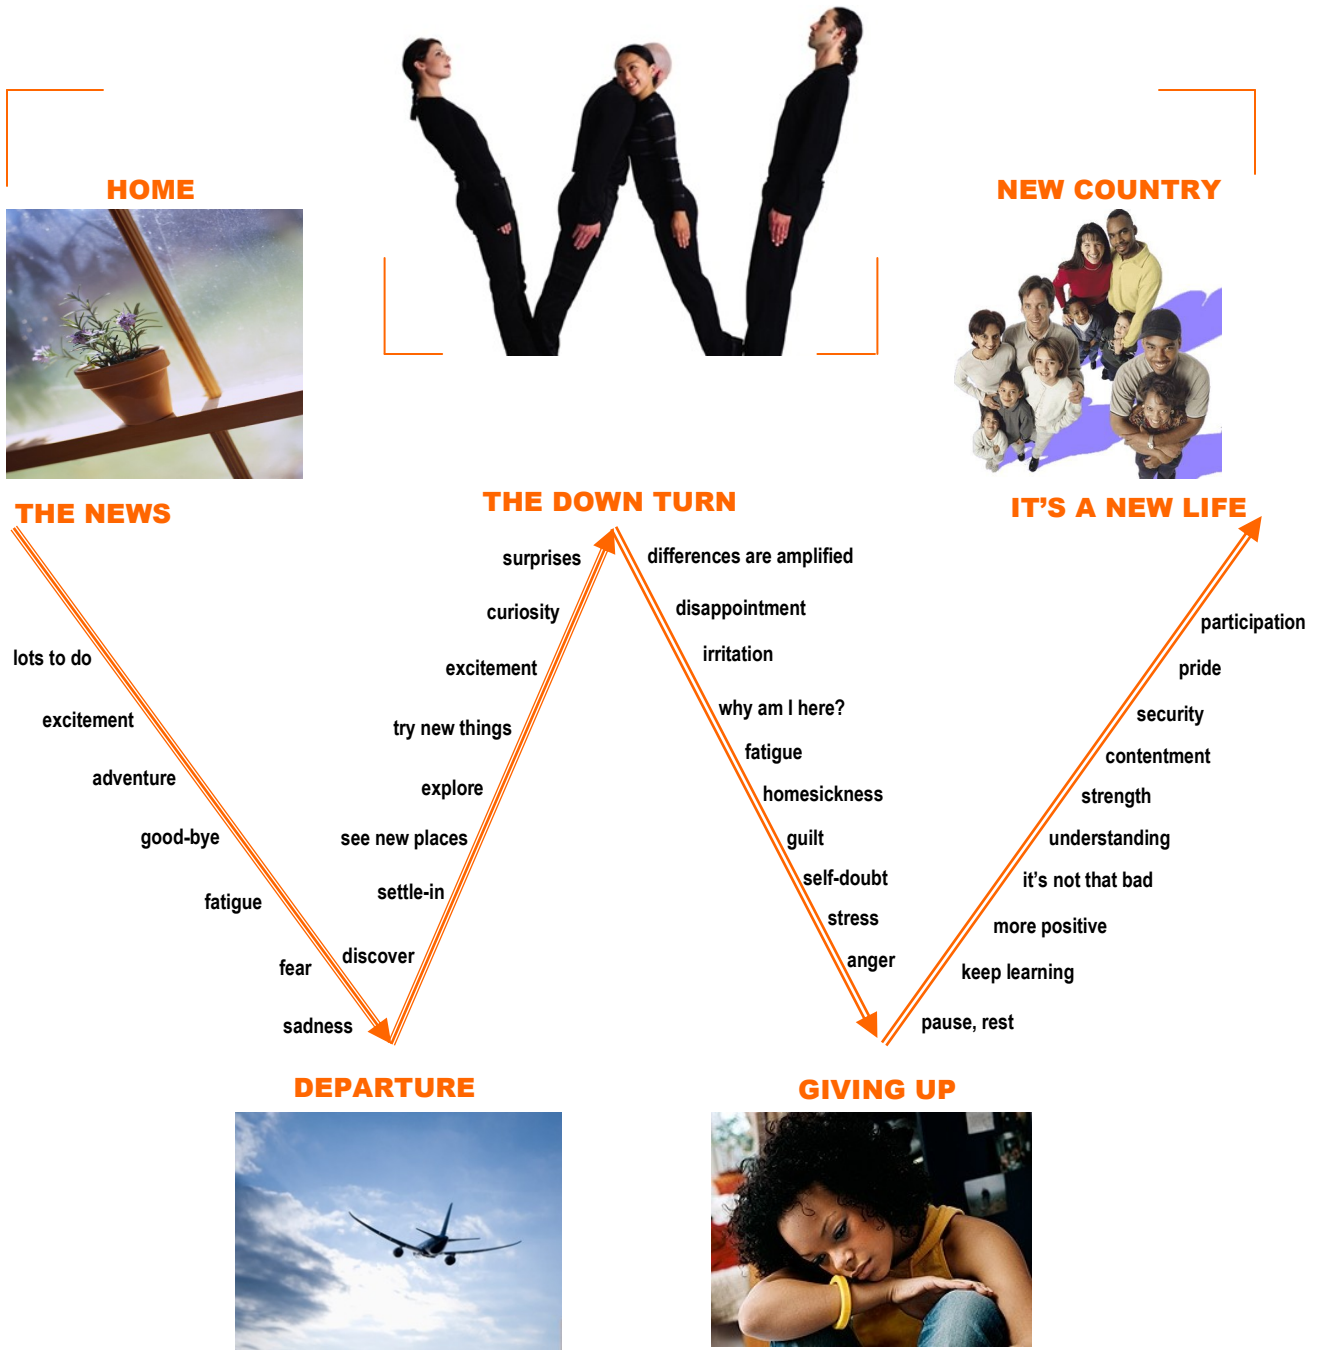 HOME
NEW COUNTRY
THE NEWS
lots to do
excitement
adventure
good-bye
fatigue
fear
sadness
DEPARTURE
discover
settle-in
see new places
explore
try new things
excitement
curiosity
surprises
THE DOWN TURN
differences are amplified
disappointment
irritation
why am I here?
fatigue
homesickness
guilt
self-doubt
stress
anger
GIVING UP
pause, rest
keep learning
more positive
it’s not that bad
understanding
strength
contentment
security
pride
participation
IT’S A NEW LIFE